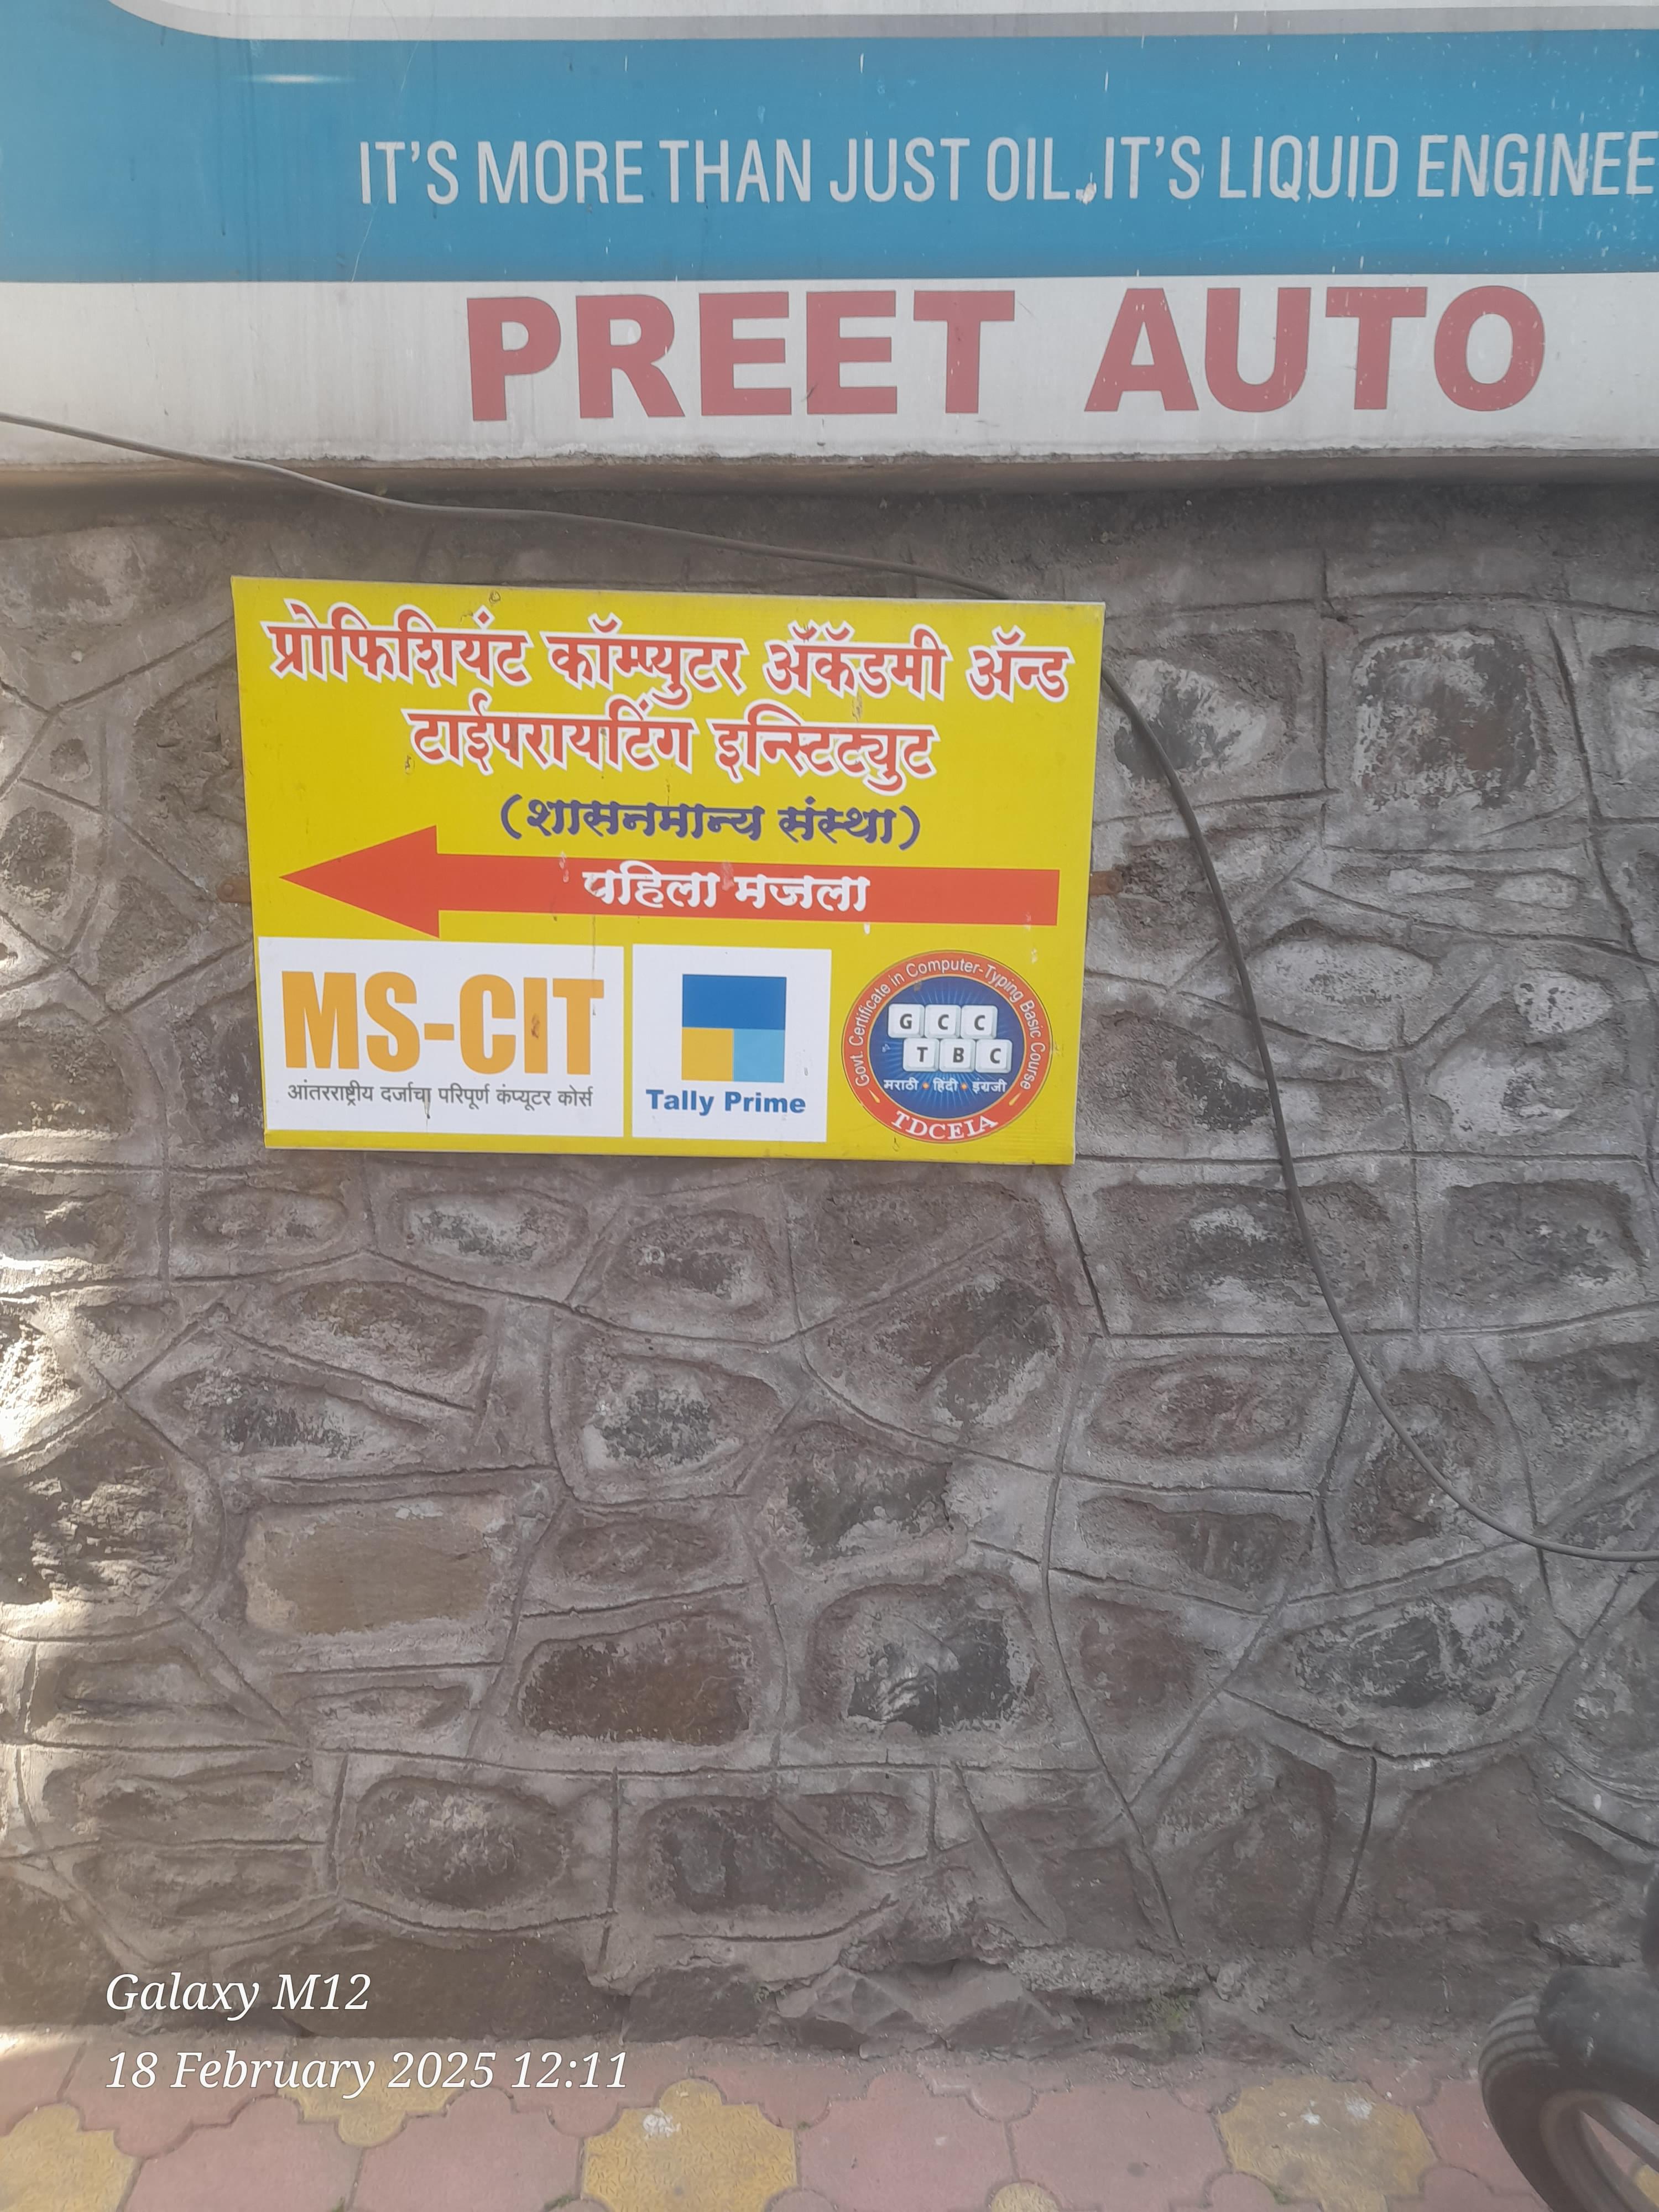 IT'S MORE THAN JUST OIL. IT'S LIQUID ENGINEE
PREET AUTO
प्रोफिशियंट कॉम्प्युटर ॲकॅडमी ॲन्ड
टाईपरायटिंग इन्स्टिट्युट
(शासनमान्य संस्था)
पहिला मजला
MS-CIT
आंतरराष्ट्रीय दर्जाचा परिपूर्ण कंप्यूटर कोर्स
Tally Prime
Govt. Certificate in Computer-Typing Basic Course
G C C
T B C
मराठी • हिंदी • इंग्रजी
TDCEIA
Galaxy M12
18 February 2025 12:11